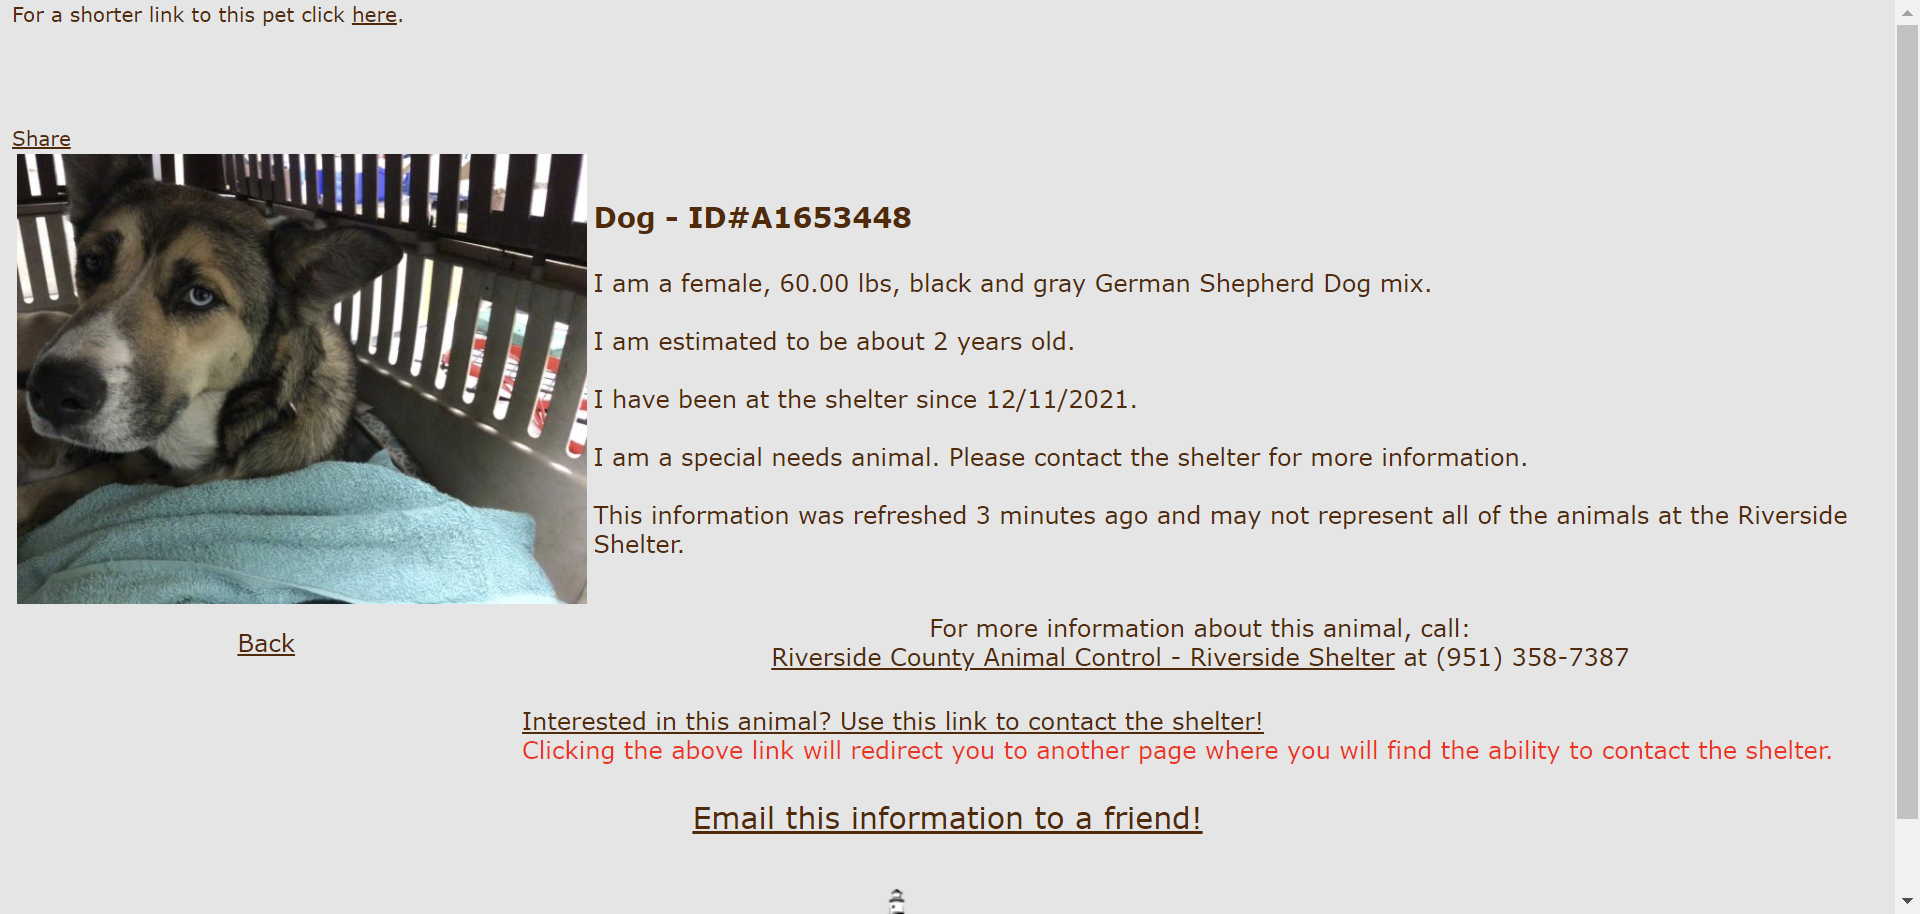 For a shorter link to this pet click here.
Share
Dog - ID#A1653448
I am a female, 60.00 lbs, black and gray German Shepherd Dog mix.
I am estimated to be about 2 years old.
I have been at the shelter since 12/11/2021.
I am a special needs animal. Please contact the shelter for more information.
This information was refreshed 3 minutes ago and may not represent all of the animals at the Riverside
Shelter.
Back
For more information about this animal, call:
Riverside County Animal Control - Riverside Shelter at (951) 358-7387
Interested in this animal? Use this link to contact the shelter!
Clicking the above link will redirect you to another page where you will find the ability to contact the shelter.
Email this information to a friend!